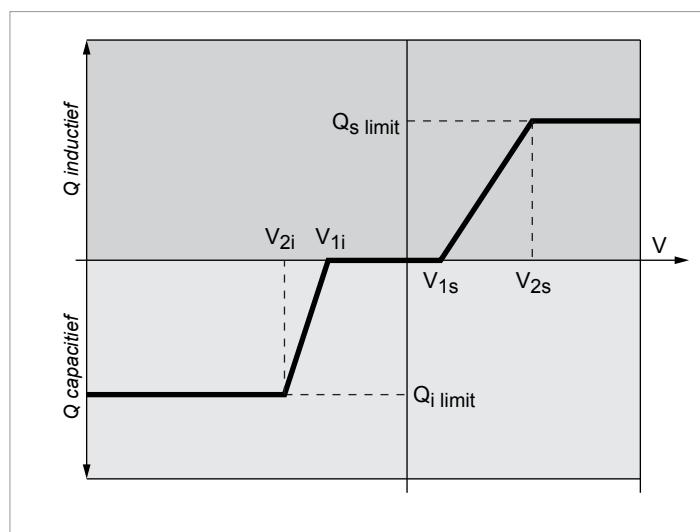 Q inductief
Q capacitief
Qs limit
V2i
V1i
V
V1s
V2s
Qi limit